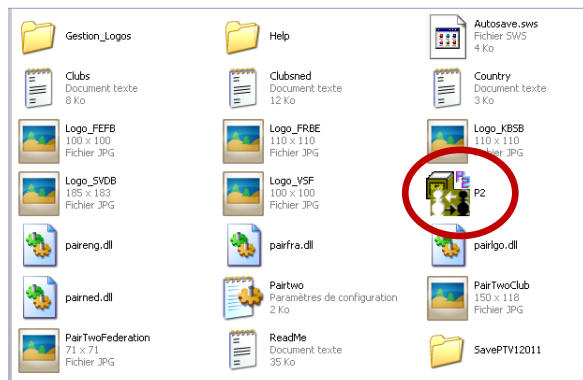 Gestion_Logos
Help
Autosave.sws
Fichier SWS
4 Ko
Clubs
Document texte
8 Ko
Clubsned
Document texte
12 Ko
Country
Document texte
3 Ko
Logo_FEFB
100 x 100
Fichier JPG
Logo_FRBE
110 x 110
Fichier JPG
Logo_KBSB
110 x 110
Fichier JPG
Logo_SVDB
185 x 183
Fichier JPG
Logo_VSF
100 x 100
Fichier JPG
P2
P2
paireng.dll
pairfra.dll
pairlgo.dll
pairned.dll
Pairtwo
Paramètres de configuration
2 Ko
PairTwoClub
150 x 118
Fichier JPG
PairTwoFederation
71 x 71
Fichier JPG
ReadMe
Document texte
35 Ko
SavePTV12011